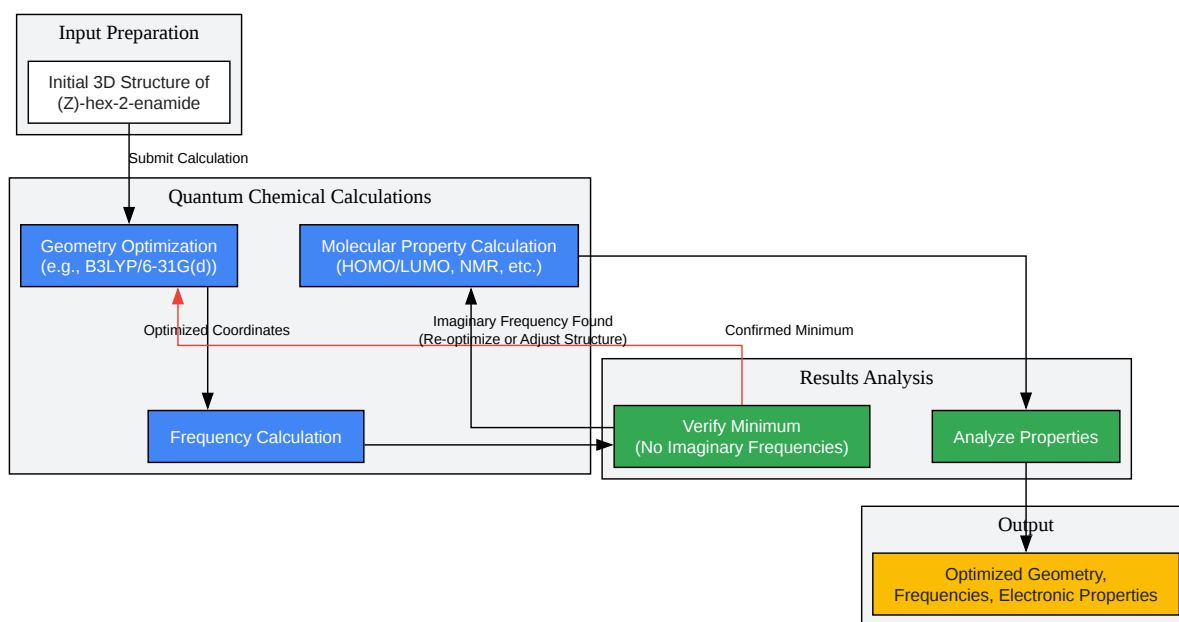 Input Preparation
Initial 3D Structure of
(Z)-hex-2-enamide
Submit Calculation
Quantum Chemical Calculations
Geometry Optimization
(e.g., B3LYP/6-31G(d))
Molecular Property Calculation
(HOMO/LUMO, NMR, etc.)
Optimized Coordinates
Imaginary Frequency Found
(Re-optimize or Adjust Structure)
Confirmed Minimum
Results Analysis
Frequency Calculation
Verify Minimum
(No Imaginary Frequencies)
Analyze Properties
Output
Optimized Geometry,
Frequencies, Electronic Properties